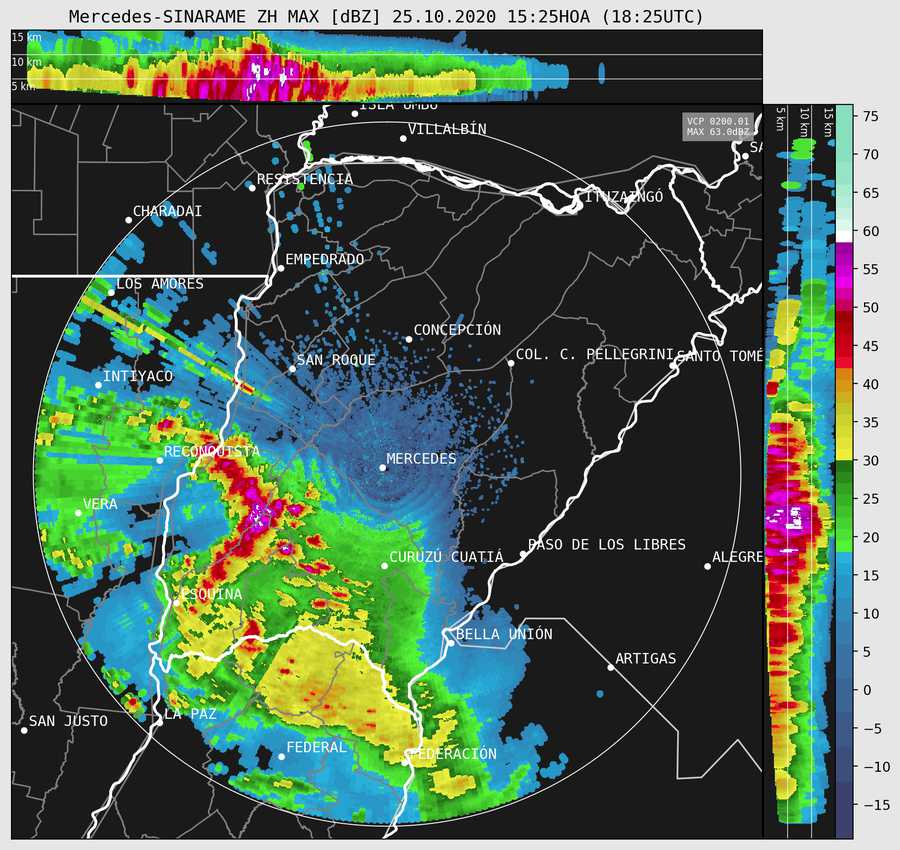 Mercedes-SINARAME ZH MAX [dBZ] 25.10.2020 15:25HOA (18:25UTC)
15 km
10 km
5 km
ISLA UMBÚ
VILLALBÍN
VCP 0200.01
MAX 63.0dBZ
SA
RESISTENCIA
ITUZAINGÓ
CHARADAI
EMPEDRADO
LOS AMORES
CONCEPCIÓN
SAN ROQUE
COL. C. PELLEGRINI
SANTO TOMÉ
INTIYACO
RECONQUISTA
MERCEDES
VERA
CURUZÚ CUATIÁ
PASO DE LOS LIBRES
ALEGRE
ESQUINA
BELLA UNIÓN
ARTIGAS
SAN JUSTO
LA PAZ
FEDERAL
FEDERACIÓN
5 km
10 km
15 km
75
70
65
60
55
50
45
40
35
30
25
20
15
10
5
0
−5
−10
−15